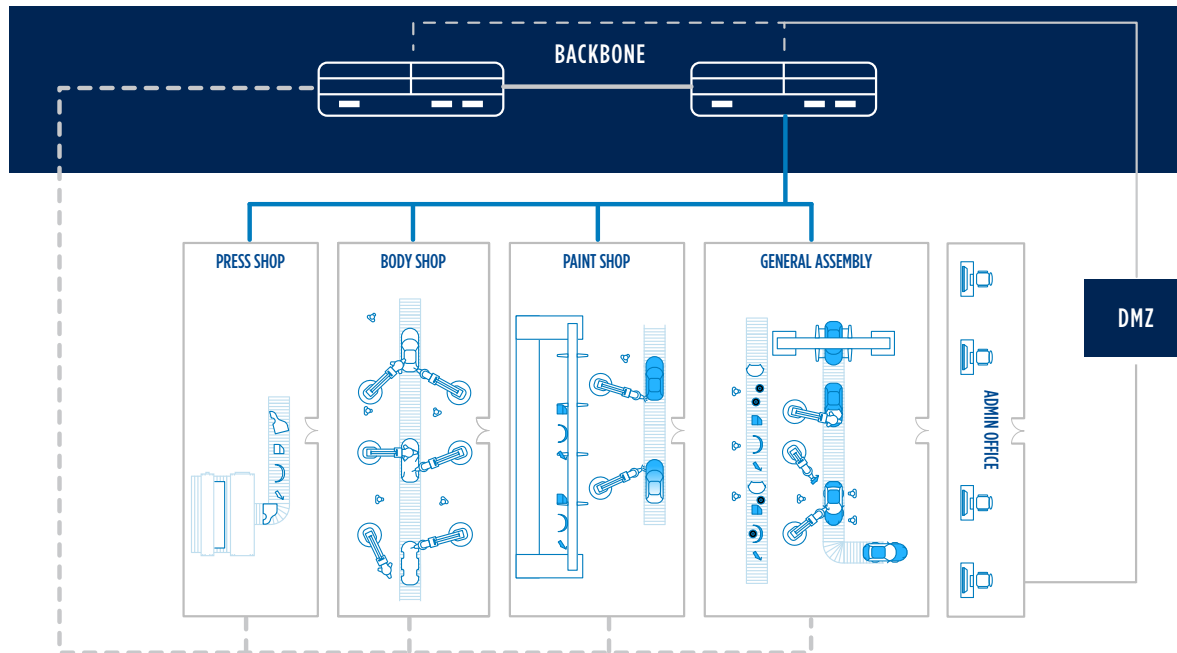 BACKBONE
PRESS SHOP
BODY SHOP
PAINT SHOP
GENERAL ASSEMBLY
DMZ
ADMIN OFFICE